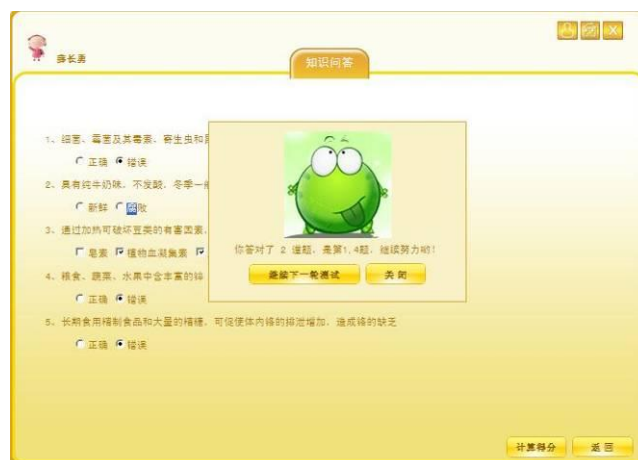 知识问答
1、细菌、霉菌及其毒素、寄生虫和
正确 错误
2、具有纯牛奶味、不发酸、冬季一
新鲜 腐败
3、通过加热可破坏豆类的有害因素、
皂素 植物血凝集素
你答对了 2 道题，是第1,4题，继续努力哟！
继续下一轮测试 关闭
4、粮食、蔬菜、水果中含丰富的
正确 错误
5、长期食用精制食品和大量的精糖，可促使体内铬的排泄增加，造成铬的缺乏
正确 错误
计算得分 返回